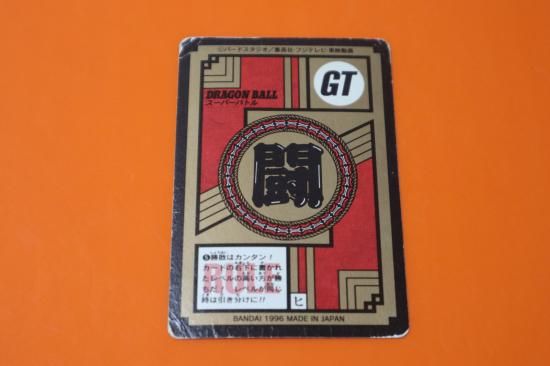 ©バードスタジオ/集英社・フジテレビ・東映動画
GT
DRAGON BALL
スーパーバトル
闘
RULE
⑤勝敗はカンタン!
カードの右下に書かれ
たレベルの高い方が勝
ちだ!レベルが同じ
時は引き分けに!!
ヒ
BANDAI 1996 MADE IN JAPAN